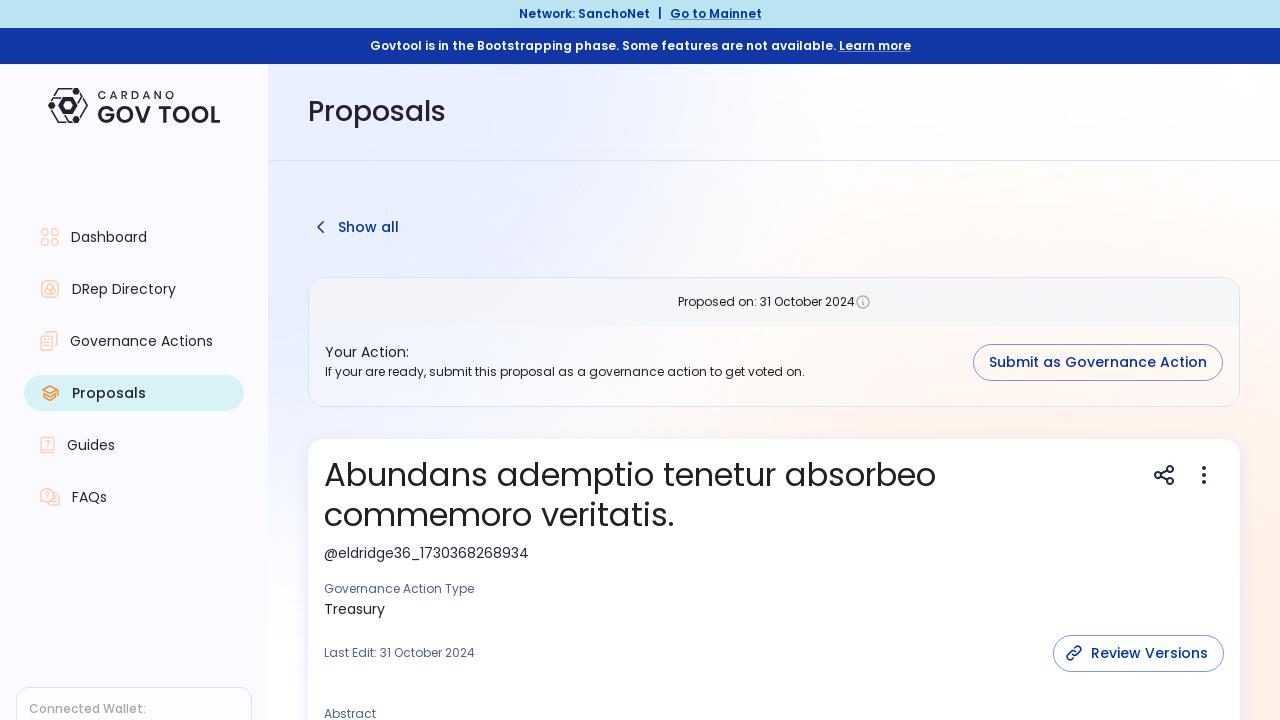 Network: SanchoNet | Go to Mainnet
Govtool is in the Bootstrapping phase. Some features are not available. Learn more
CARDANO
GOV TOOL
Dashboard
DRep Directory
Governance Actions
Proposals
Guides
FAQs
Connected Wallet:
Proposals
Show all
Proposed on: 31 October 2024
Your Action:
If your are ready, submit this proposal as a governance action to get voted on.
Submit as Governance Action
Abundans ademptio tenetur absorbeo
commemoro veritatis.
@eldridge36_1730368268934
Governance Action Type
Treasury
Last Edit: 31 October 2024
Review Versions
Abstract